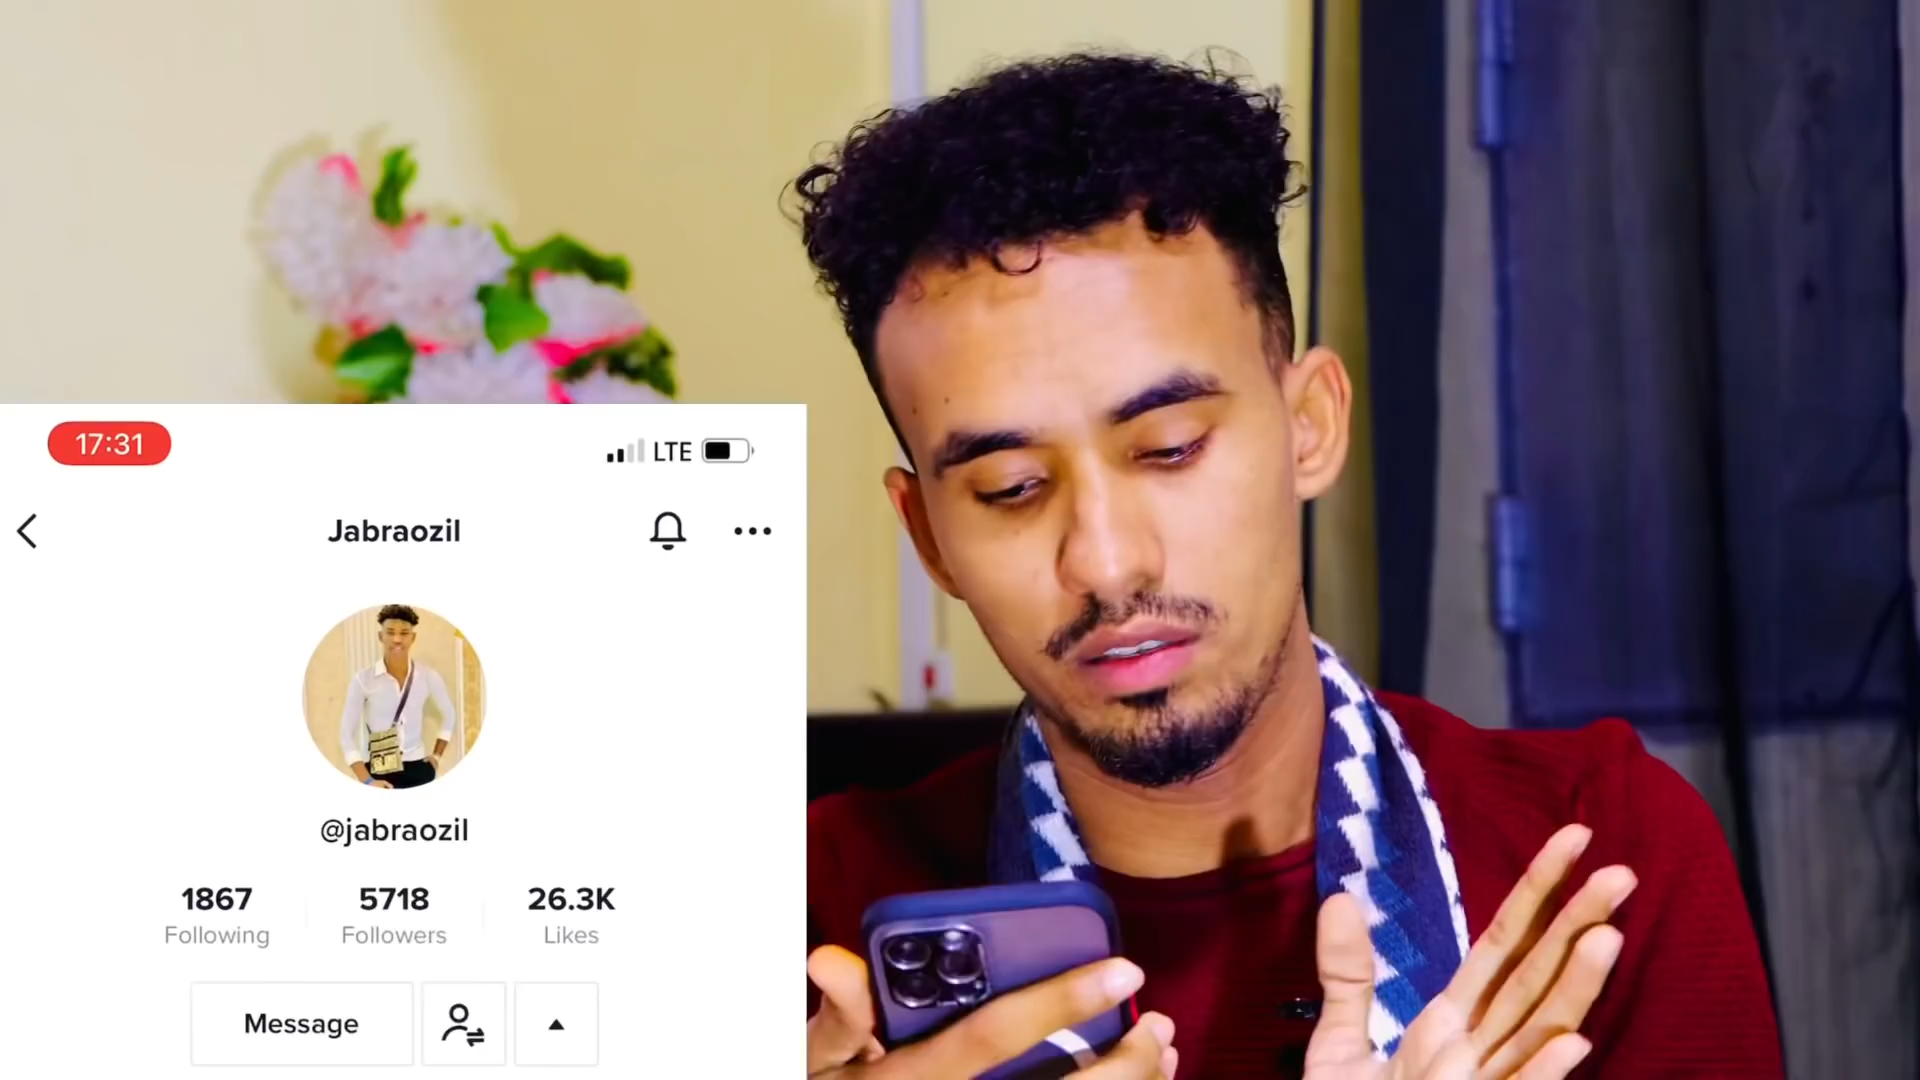 17:31
LTE
Jabraozil
@jabraozil
1867
5718
26.3K
Following
Followers
Likes
Message